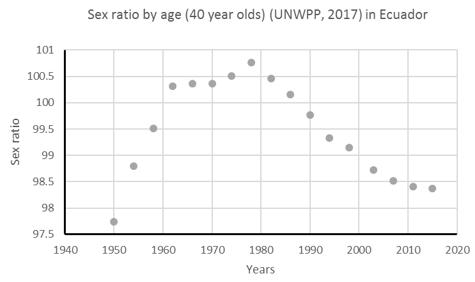 Sex ratio by age (40 year olds) (UNWPP, 2017) in Ecuador
101
100.5
100
99.5
99
98.5
98
97.5
Sex ratio
1940 1950 1960 1970 1980 1990 2000 2010 2020
Years